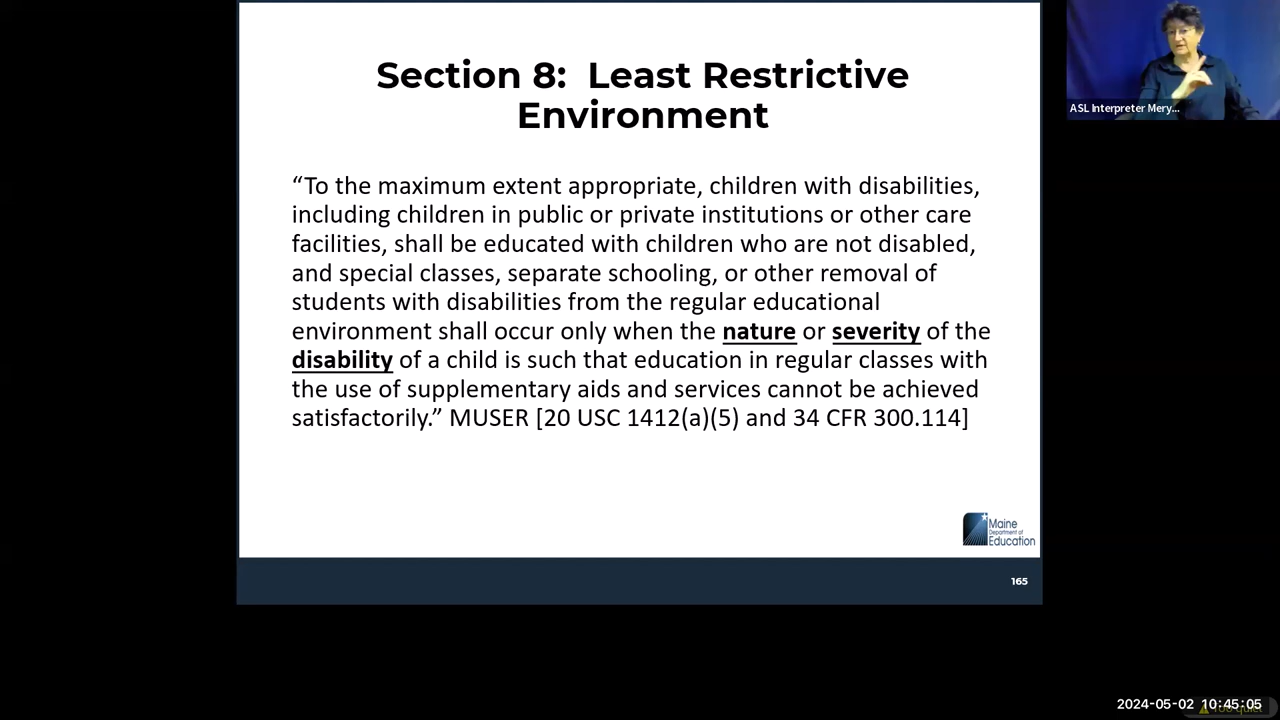 Section 8:  Least Restrictive
Environment
“To the maximum extent appropriate, children with disabilities,
including children in public or private institutions or other care
facilities, shall be educated with children who are not disabled,
and special classes, separate schooling, or other removal of
students with disabilities from the regular educational
environment shall occur only when the nature or severity of the
disability of a child is such that education in regular classes with
the use of supplementary aids and services cannot be achieved
satisfactorily.” MUSER [20 USC 1412(a)(5) and 34 CFR 300.114]
Maine
Department of
Education
165
ASL Interpreter Mery...
2024-05-02 10:45:05